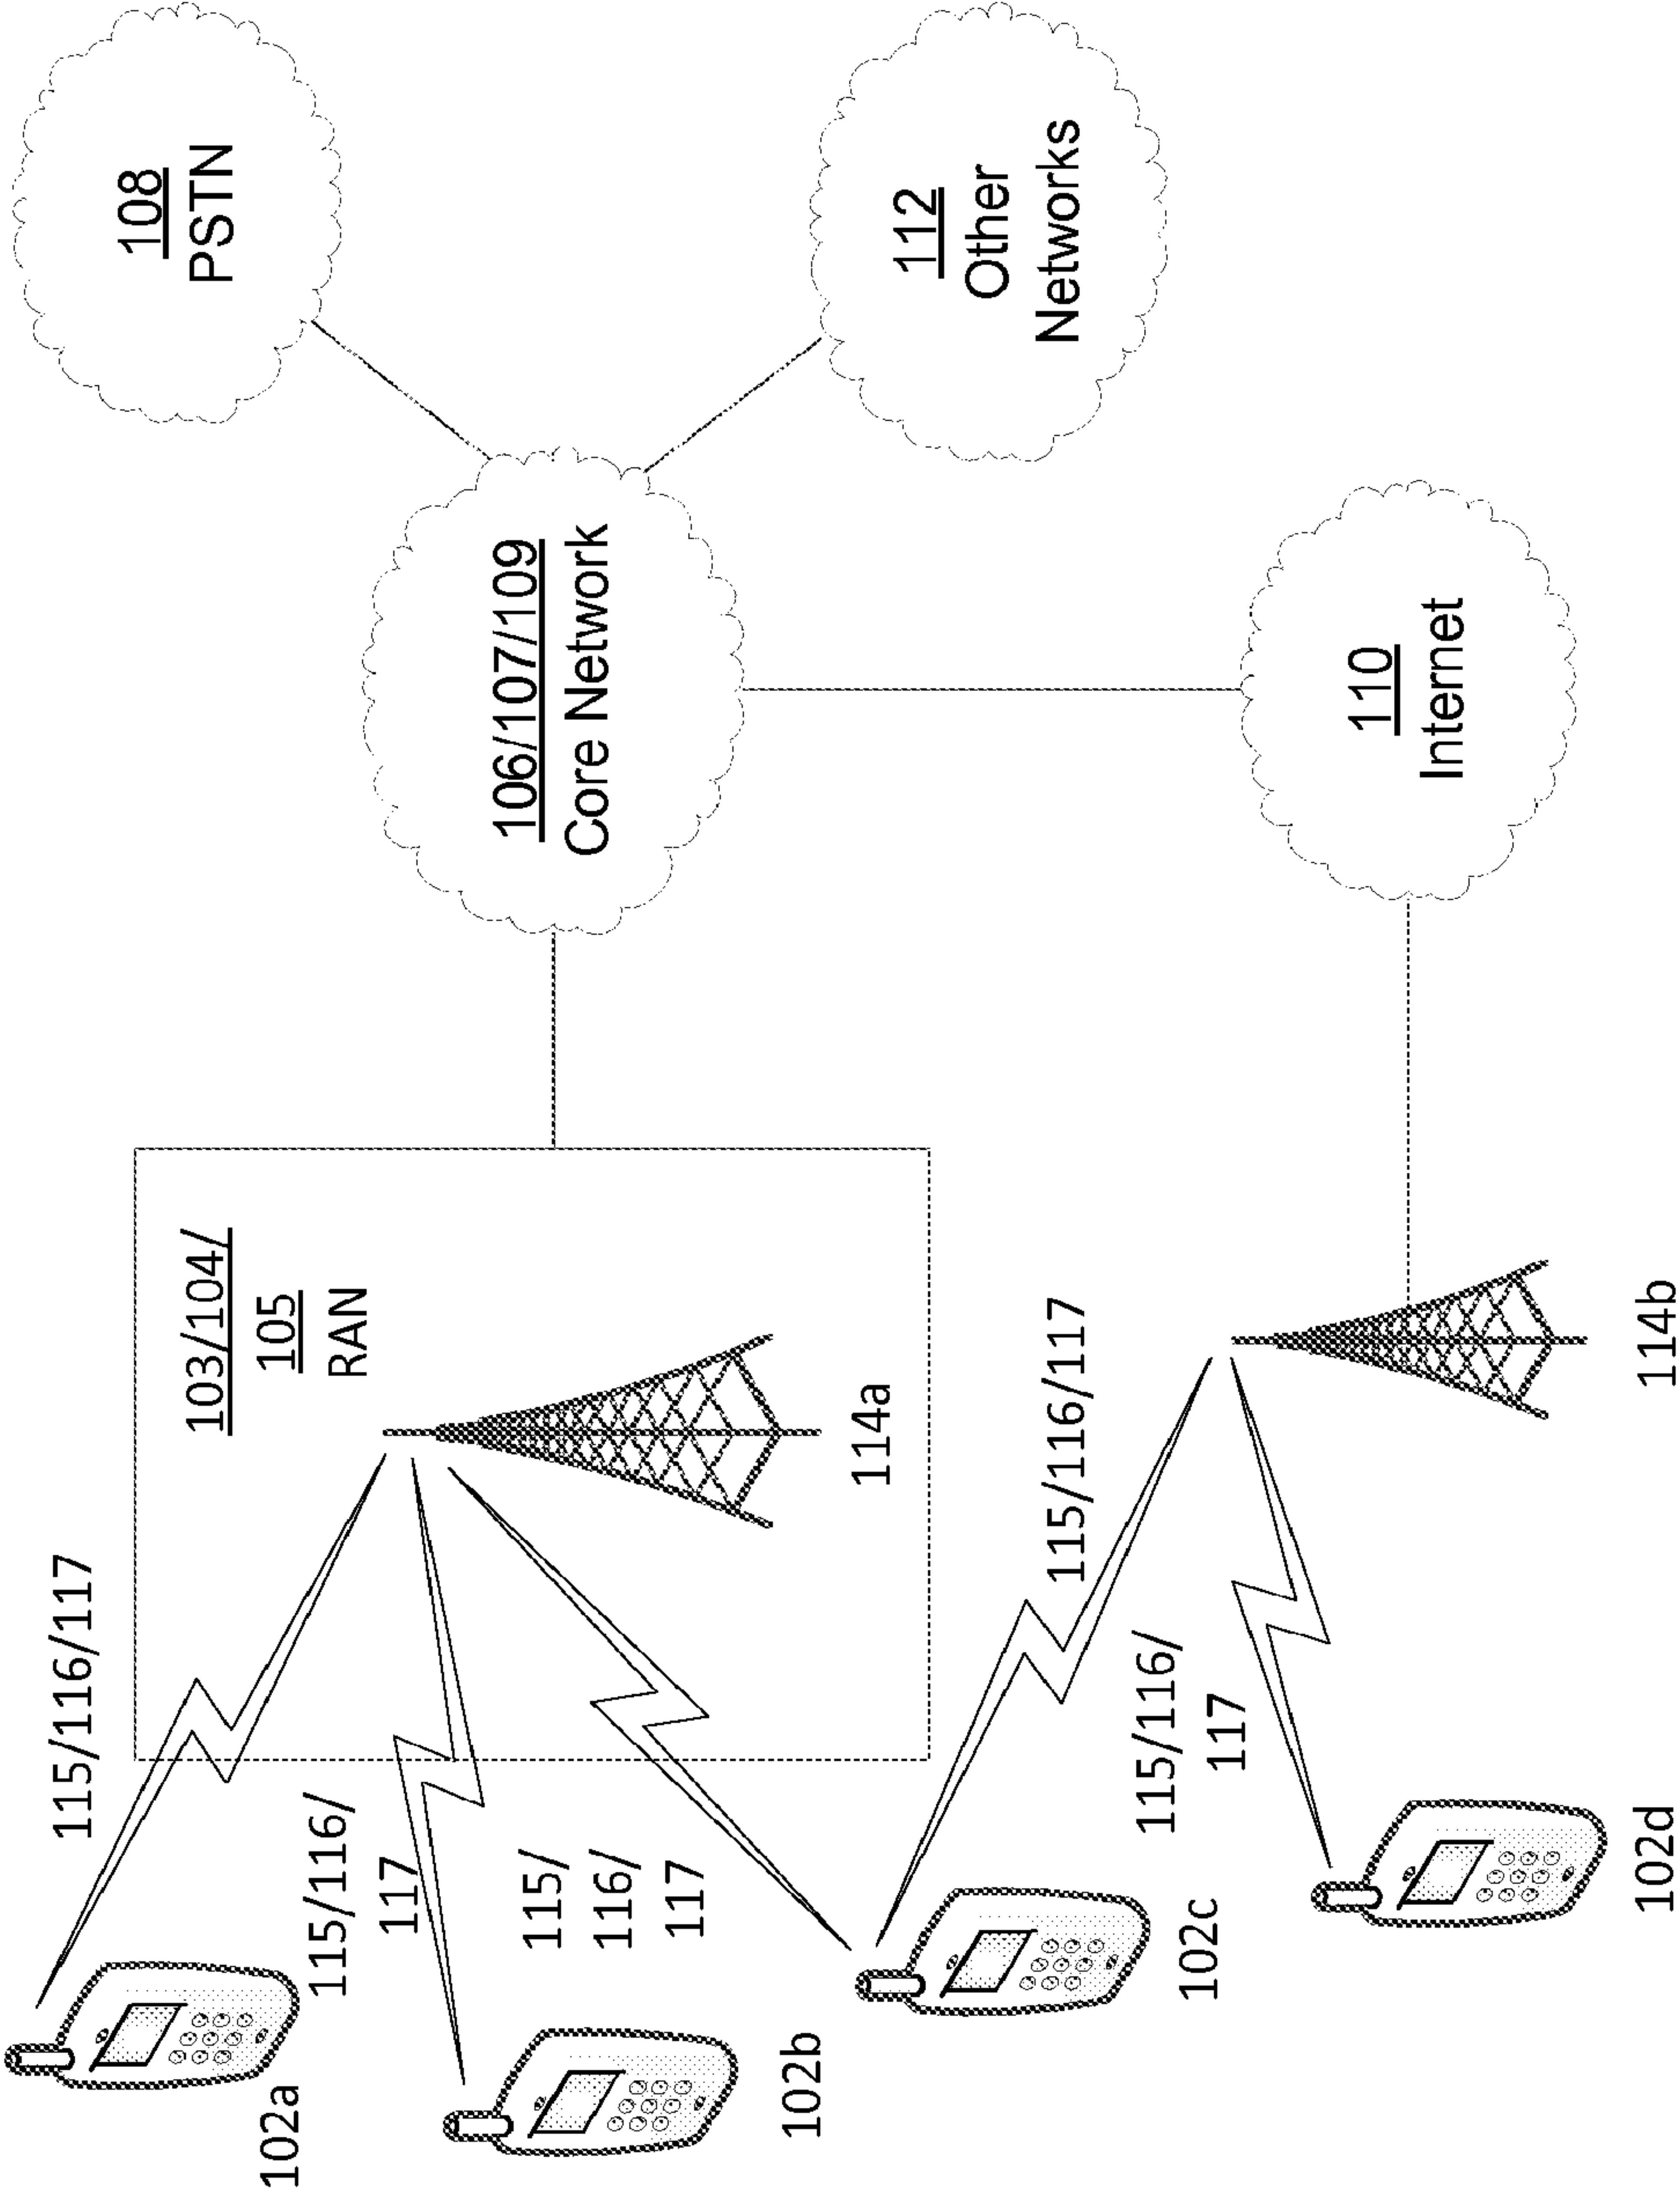 108
PSTN
106/107/109
Core Network
112
Other
Networks
103/104/
105
RAN
114a
115/116/117
102a
115/116/
117
102b
115/
116/
117
102c
115/116/117
115/116/
117
102d
114b
110
Internet